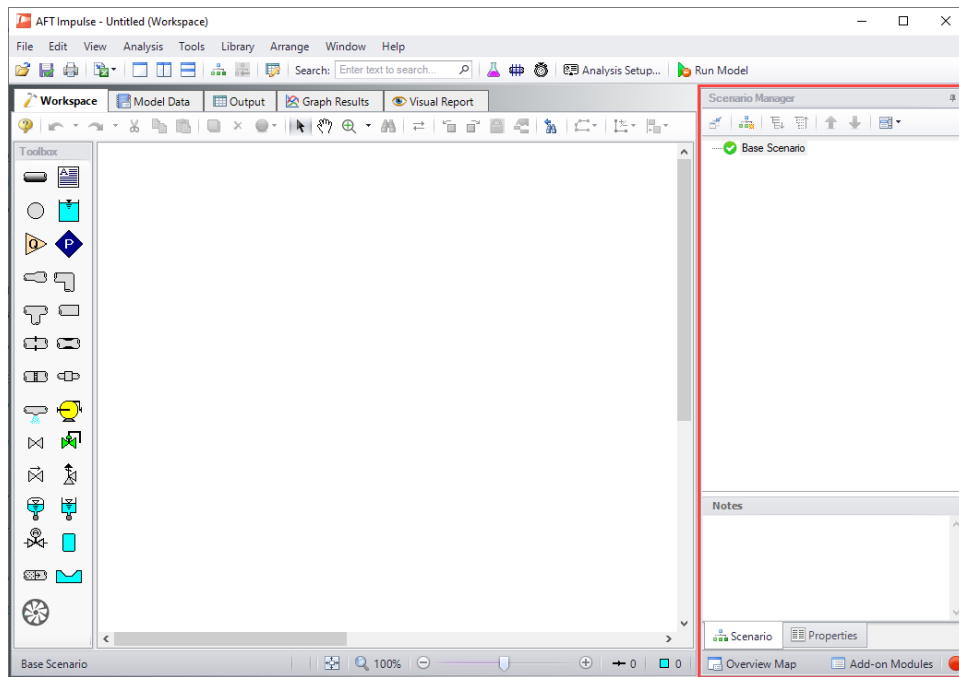 AFT Impulse - Untitled (Workspace)
File Edit View Analysis Tools Library Arrange Window Help
Search: Enter text to search... Analysis Setup... Run Model
Workspace Model Data Output Graph Results Visual Report
Scenario Manager
Toolbox
Base Scenario
A
Q P
Notes
Scenario Properties
Base Scenario 100% 0 0 Overview Map Add-on Modules